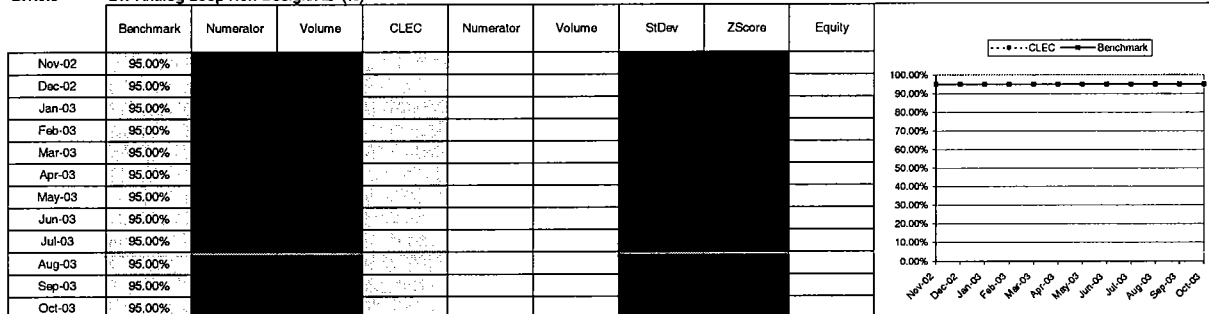 Benchmark Numerator Volume CLEC Numerator Volume StDev ZScore Equity
Nov-02 95.00%
Dec-02 95.00%
Jan-03 95.00%
Feb-03 95.00%
Mar-03 95.00%
Apr-03 95.00%
May-03 95.00%
Jun-03 95.00%
Jul-03 95.00%
Aug-03 95.00%
Sep-03 95.00%
Oct-03 95.00%
CLEC Benchmark
100.00%
90.00%
80.00%
70.00%
60.00%
50.00%
40.00%
30.00%
20.00%
10.00%
0.00%
Nov-02 Dec-02 Jan-03 Feb-03 Mar-03 Apr-03 May-03 Jun-03 Jul-03 Aug-03 Sep-03 Oct-03